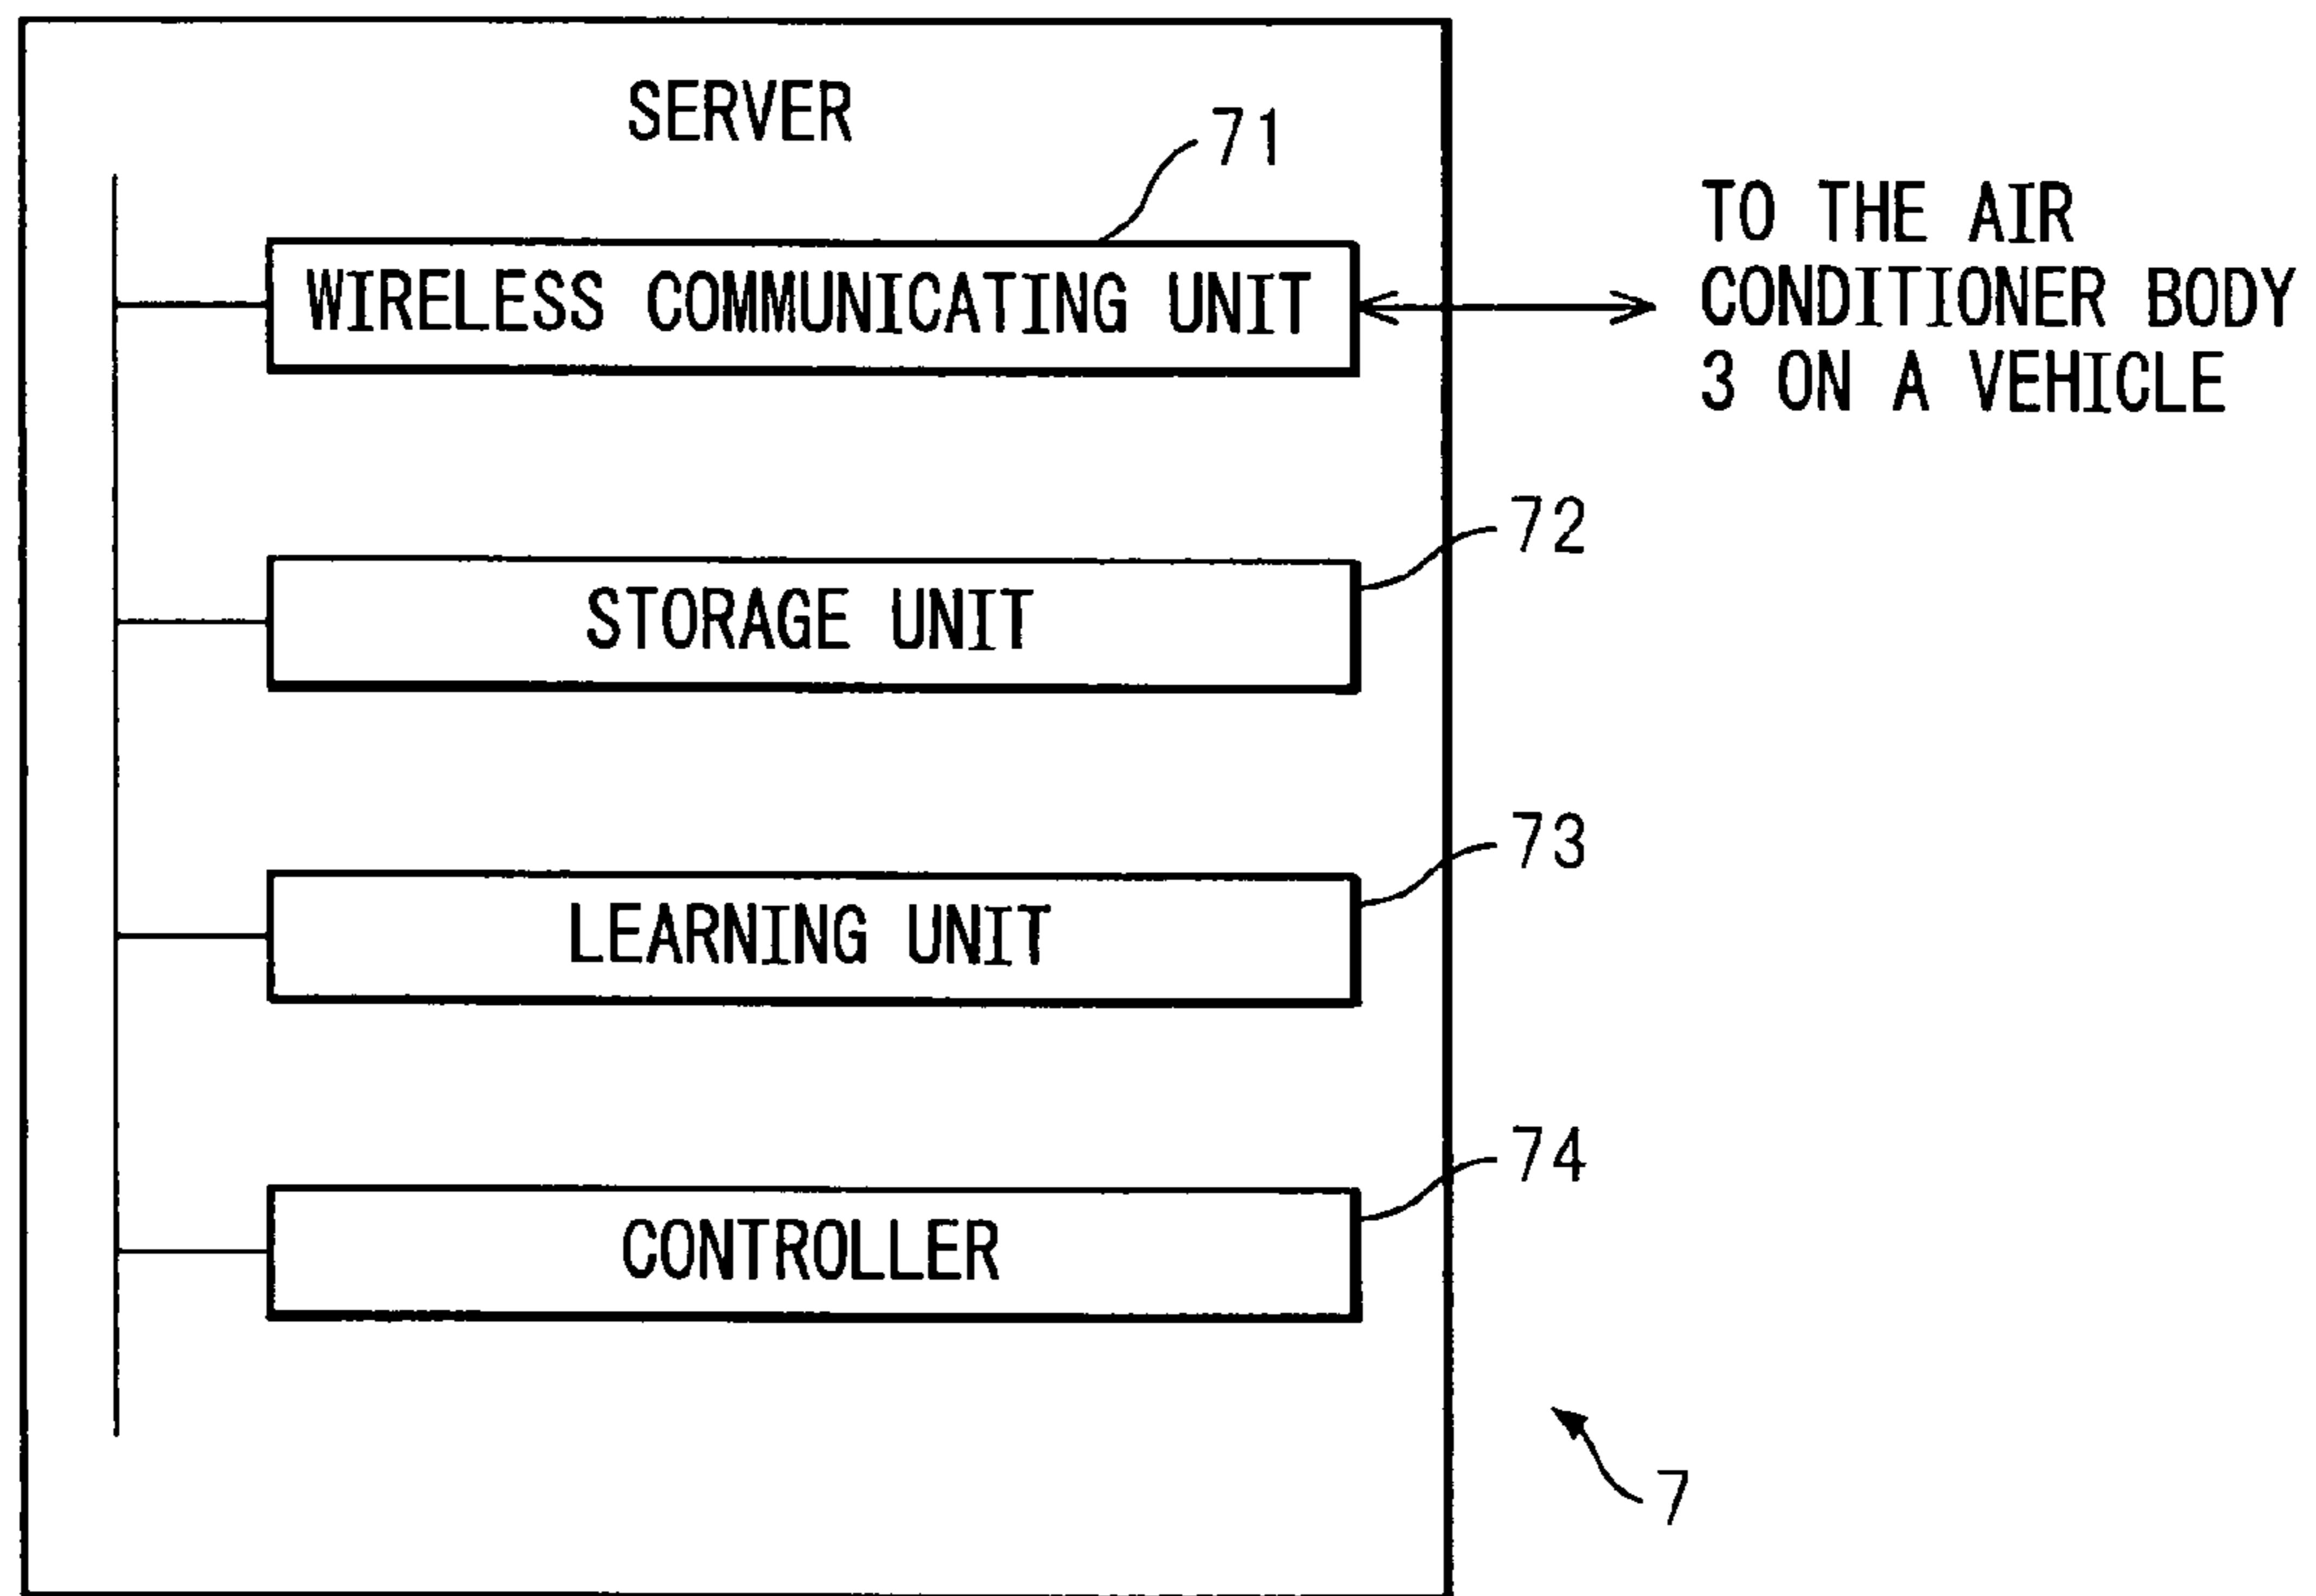 SERVER
71
WIRELESS COMMUNICATING UNIT
TO THE AIR
CONDITIONER BODY
3 ON A VEHICLE
72
STORAGE UNIT
73
LEARNING UNIT
74
CONTROLLER
7